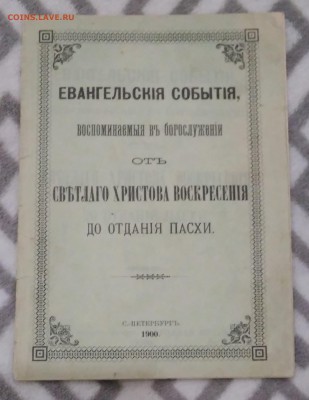 COINS.LAVE.RU
ЕВАНГЕЛЬСКІЯ СОБЫТІЯ,
ВОСПОМИНАЕМЫЯ ВЪ БОГОСЛУЖЕНІИ
ОТЪ
СВѢТЛАГО ХРИСТОВА ВОСКРЕСЕНІЯ
ДО ОТДАНІЯ ПАСХИ.
С.-ПЕТЕРБУРГЪ.
1900.